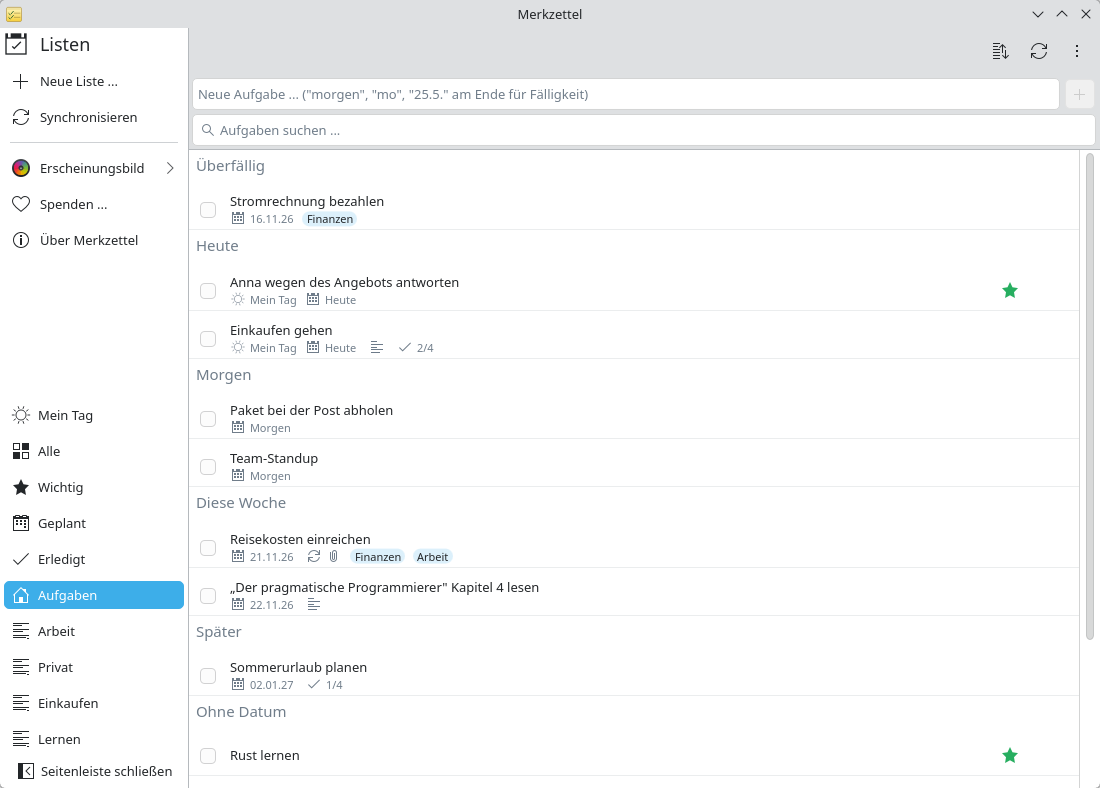 Merkzettel
Listen
Neue Liste ...
Synchronisieren
Erscheinungsbild
Spenden ...
Über Merkzettel
Mein Tag
Alle
Wichtig
Geplant
Erledigt
Aufgaben
Arbeit
Privat
Einkaufen
Lernen
Seitenleiste schließen
Neue Aufgabe ... ("morgen", "mo", "25.5." am Ende für Fälligkeit)
Aufgaben suchen ...
Überfällig
Stromrechnung bezahlen
16.11.26 Finanzen
Heute
Anna wegen des Angebots antworten
Mein Tag Heute
Einkaufen gehen
Mein Tag Heute 2/4
Morgen
Paket bei der Post abholen
Morgen
Team-Standup
Morgen
Diese Woche
Reisekosten einreichen
21.11.26 Finanzen Arbeit
„Der pragmatische Programmierer" Kapitel 4 lesen
22.11.26
Später
Sommerurlaub planen
02.01.27 1/4
Ohne Datum
Rust lernen